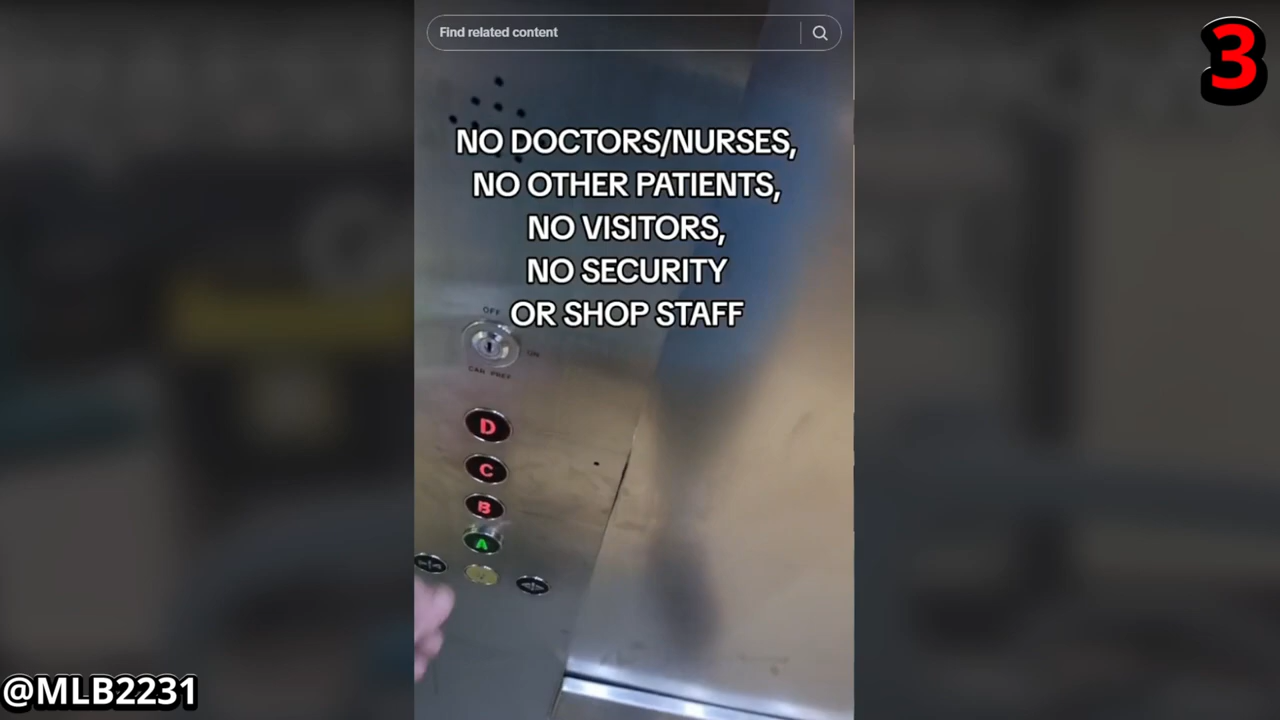 Find related content
3
NO DOCTORS/NURSES,
NO OTHER PATIENTS,
NO VISITORS,
NO SECURITY
OR SHOP STAFF
OFF
ON
D
C
B
A
@MLB2231